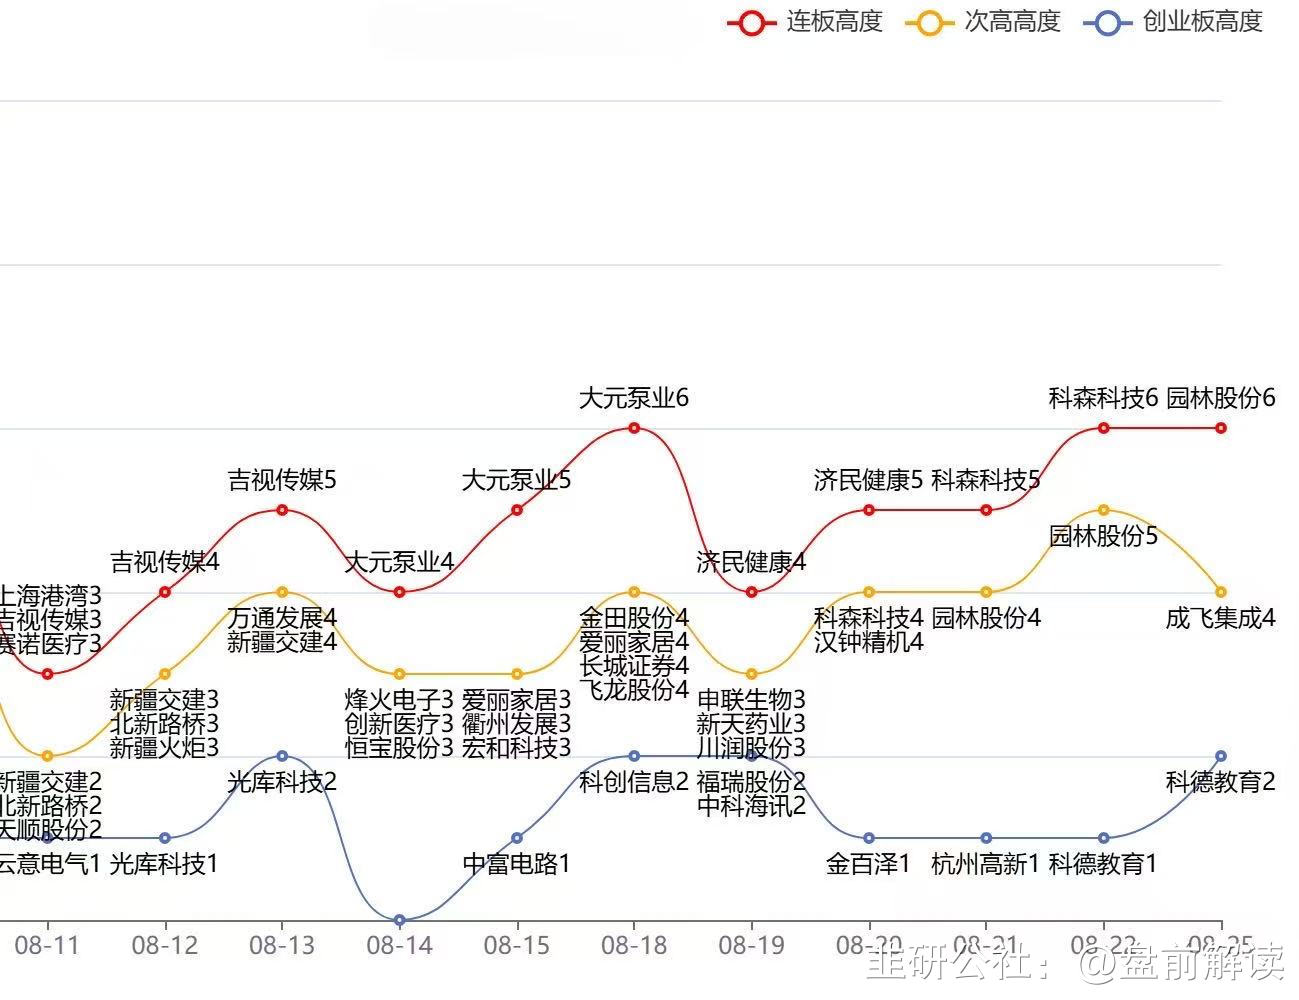 连板高度 次高高度 创业板高度
大元泵业6
科森科技6 园林股份6
吉视传媒5
大元泵业5
济民健康5 科森科技5
园林股份5
吉视传媒4
大元泵业4
济民健康4
上海港湾3
吉视传媒3
赛诺医疗3
万通发展4
新疆交建4
金田股份4
爱丽家居4
长城证券4
飞龙股份4
科森科技4
汉钟精机4
园林股份4
成飞集成4
新疆交建3
北新路桥3
新疆火炬3
烽火电子3
创新医疗3
恒宝股份3
爱丽家居3
衢州发展3
宏和科技3
申联生物3
新天药业3
川润股份3
新疆交建2
北新路桥2
天顺股份2
光库科技2
科创信息2
福瑞股份2
中科海讯2
科德教育2
云意电气1 光库科技1
中富电路1
金百泽1 杭州高新1 科德教育1
08-11 08-12 08-13 08-14 08-15 08-18 08-19 08-20 08-21 08-22 08-25
韭研公社：@盘前解读